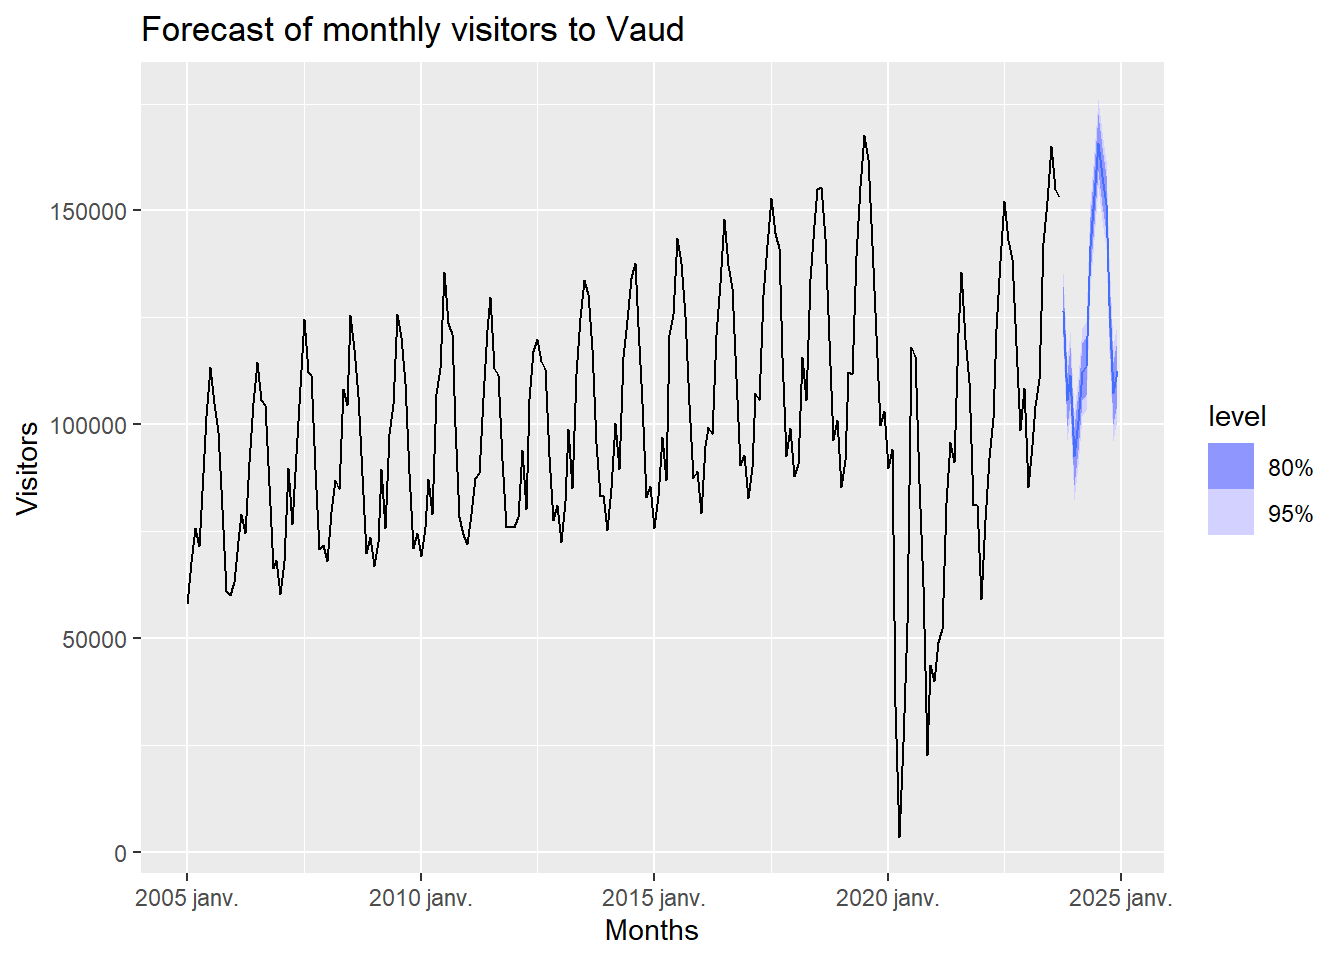 Forecast of monthly visitors to Vaud
150000
100000
50000
0
Visitors
2005 janv.
2010 janv.
2015 janv.
2020 janv.
2025 janv.
Months
level
80%
95%